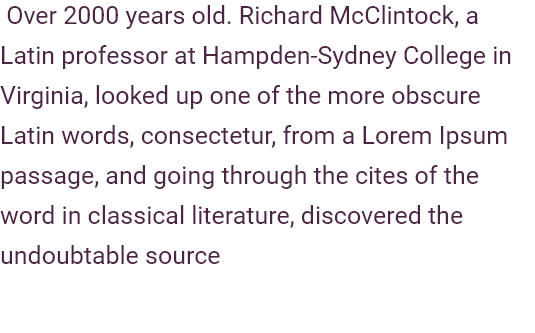 Over 2000 years old. Richard McClintock, a
Latin professor at Hampden-Sydney College in
Virginia, looked up one of the more obscure
Latin words, consectetur, from a Lorem Ipsum
passage, and going through the cites of the
word in classical literature, discovered the
undoubtable source